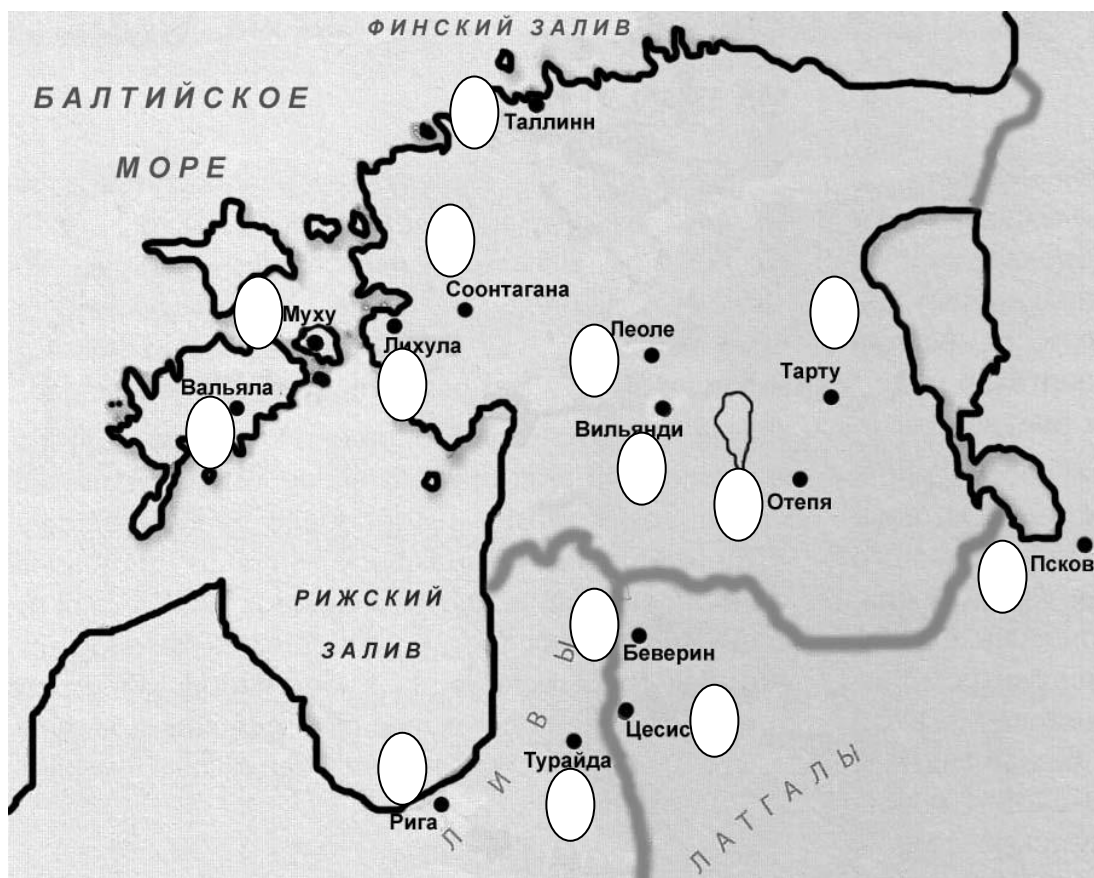 ФИНСКИЙ ЗАЛИВ
БАЛТИЙСКОЕ
МОРЕ
Таллинн
Соонтагана
Муху
Лихула
Леоле
Тарту
Вальяла
Вильянди
Отепя
Псков
РИЖСКИЙ
ЗАЛИВ
Беверин
Цесис
Турайда
Рига
ЛИВЫ
ЛАТГАЛЫ